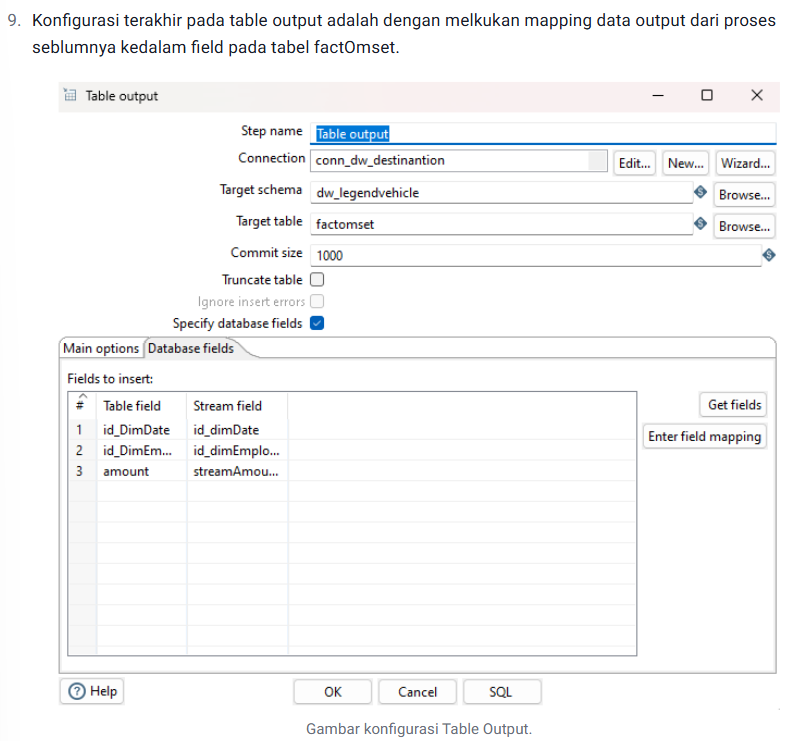 9. Konfigurasi terakhir pada table output adalah dengan melkukan mapping data output dari proses
seblumnya kedalam field pada tabel factOmset.
Table output
Step name Table output
Connection conn_dw_destinantion Edit... New... Wizard...
Target schema dw_legendvehicle Browse...
Target table factomset Browse...
Commit size 1000
Truncate table
Ignore insert errors
Specify database fields
Main options Database fields
Fields to insert:
# Table field Stream field Get fields
1 id_DimDate id_dimDate
Enter field mapping
2 id_DimEm... id_dimEmplo...
3 amount streamAmou...
Help OK Cancel SQL
Gambar konfigurasi Table Output.